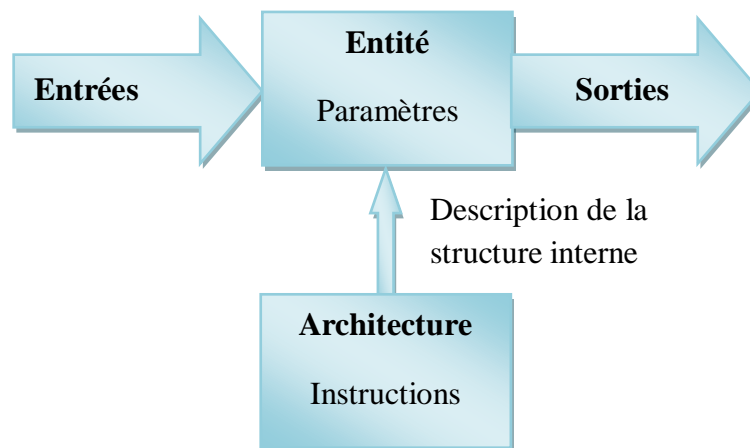 Entité
Entrées
Paramètres
Sorties
Description de la
structure interne
Architecture
Instructions